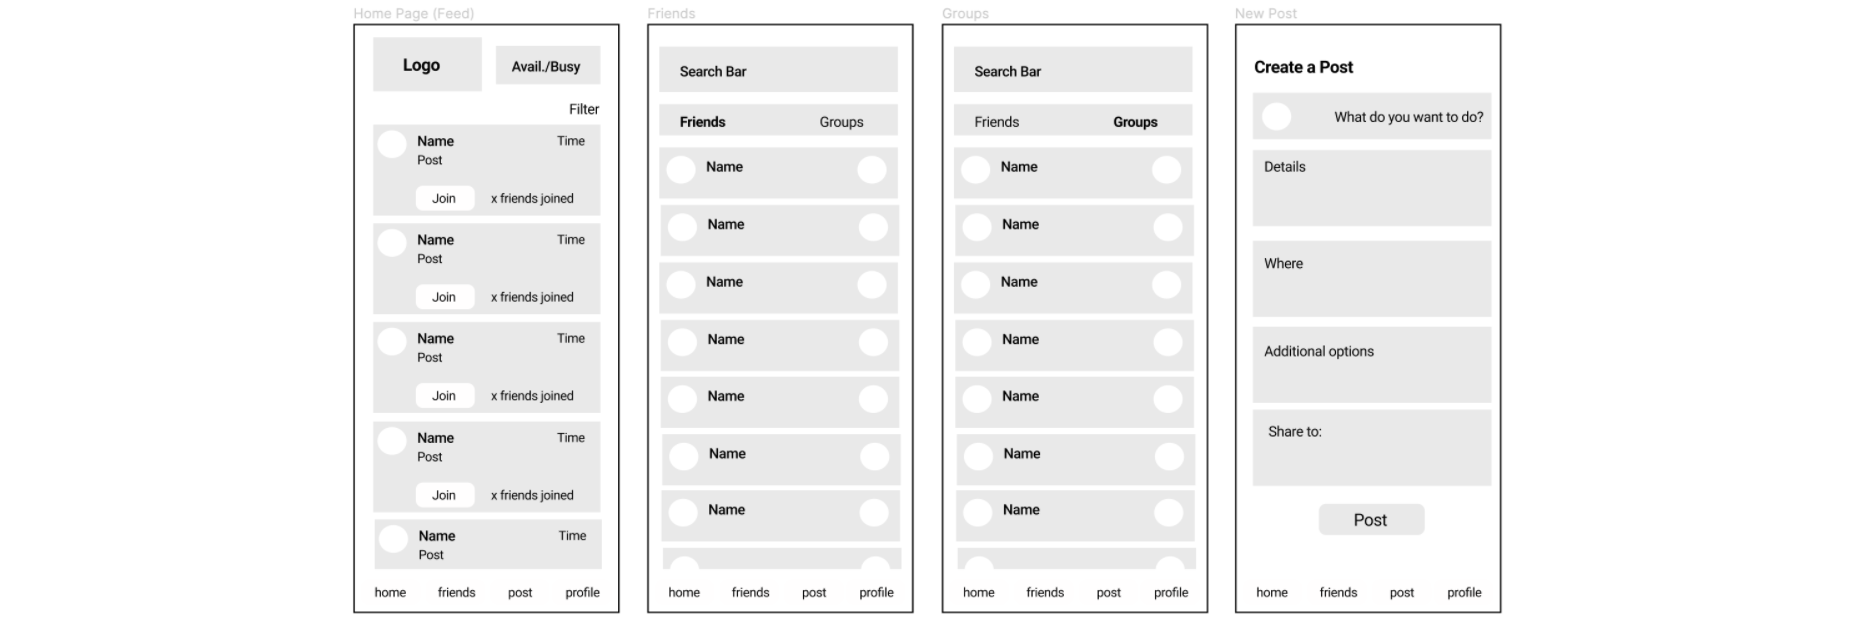 Home Page (Feed)
Logo
Avail./Busy
Filter
Name
Time
Post
Join
x friends joined
Name
Time
Post
Join
x friends joined
Name
Time
Post
Join
x friends joined
Name
Time
Post
Join
x friends joined
Name
Time
Post
home friends post profile
Friends
Search Bar
Friends Groups
Name
Name
Name
Name
Name
Name
Name
home friends post profile
Groups
Search Bar
Friends Groups
Name
Name
Name
Name
Name
Name
Name
home friends post profile
New Post
Create a Post
What do you want to do?
Details
Where
Additional options
Share to:
Post
home friends post profile